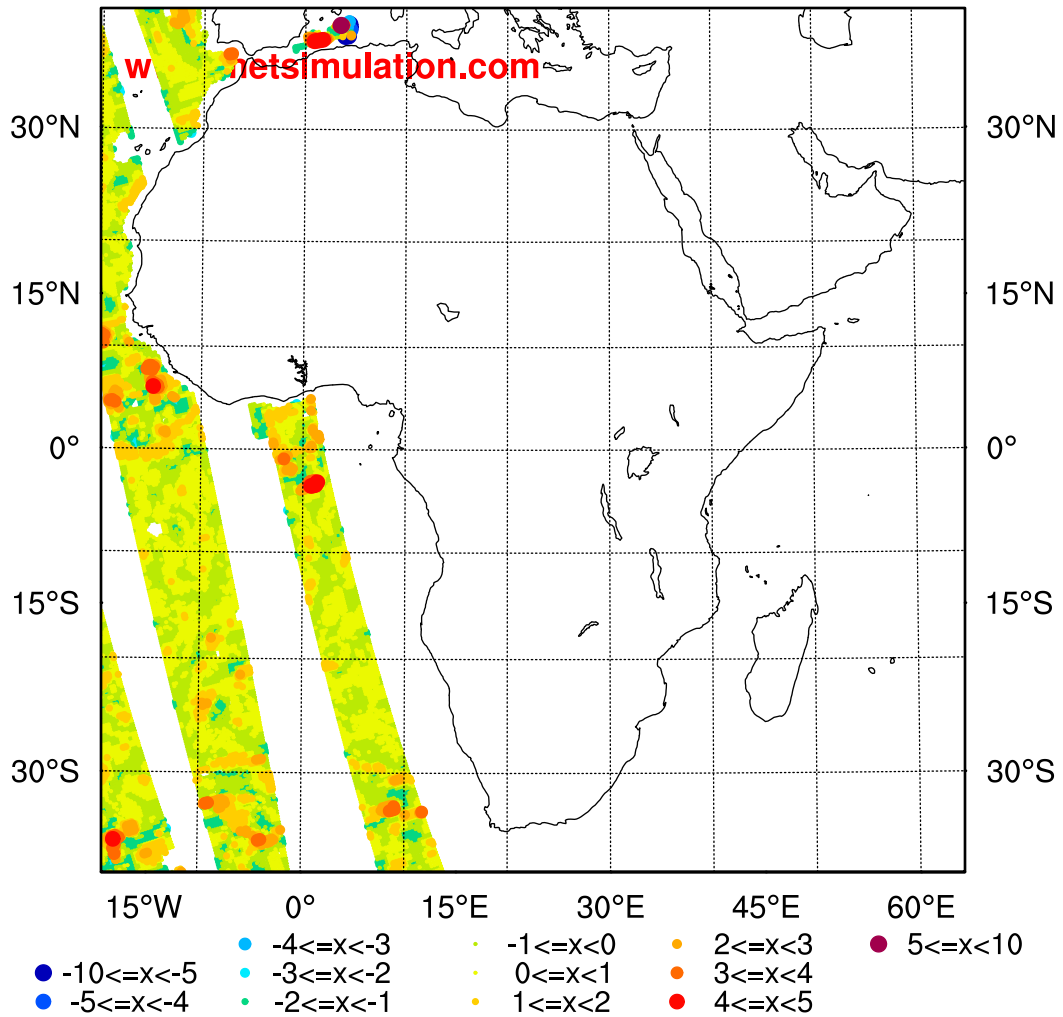 w netsimulation.com
30°N 30°N
15°N 15°N
0° 0°
15°S 15°S
30°S 30°S
15°W 0° 15°E 30°E 45°E 60°E
-4<=x<-3 -1<=x<0 2<=x<3 5<=x<10
-10<=x<-5 -3<=x<-2 0<=x<1 3<=x<4
-5<=x<-4 -2<=x<-1 1<=x<2 4<=x<5